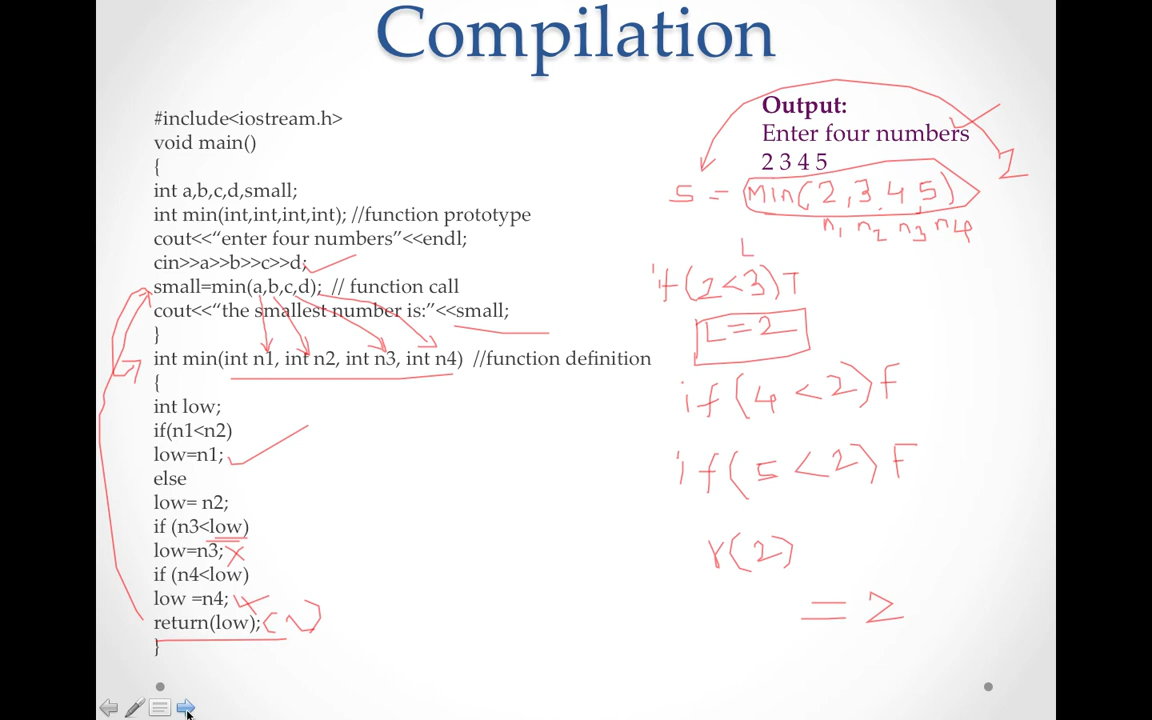 Compilation
#include<iostream.h>
void main()
{
int a,b,c,d,small;
int min(int,int,int,int); //function prototype
cout<<“enter four numbers”<<endl;
cin>>a>>b>>c>>d;
small=min(a,b,c,d); // function call
cout<<“the smallest number is:”<<small;
}
int min(int n1, int n2, int n3, int n4) //function definition
{
int low;
if(n1<n2)
low=n1;
else
low= n2;
if (n3<low)
low=n3;
if (n4<low)
low =n4;
return(low);
}
Output:
Enter four numbers
2 3 4 5
2
S = Min(2,3,4,5)
n1 n2 n3 n4
L
if(2<3)T
L=2
if(4<2)F
if(5<2)F
r(2)
=2